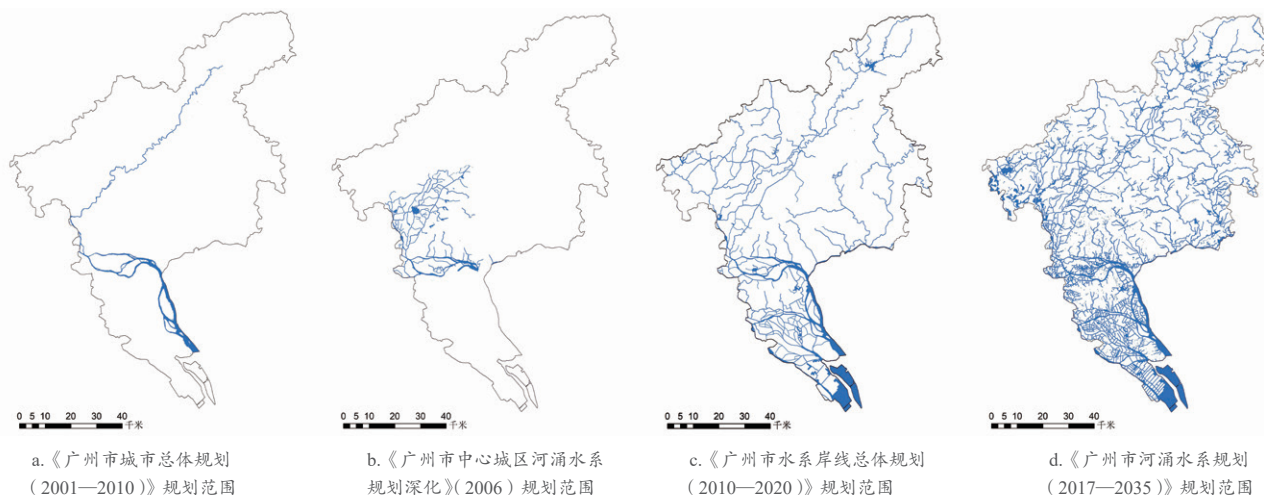 0 5 10 20 30 40
千米
0 5 10 20 30 40
千米
0 5 10 20 30 40
千米
0 5 10 20 30 40
千米
a.《广州市城市总体规划
（2001—2010）》规划范围
b.《广州市中心城区河涌水系
规划深化》（2006）规划范围
c.《广州市水系岸线总体规划
（2010—2020）》规划范围
d.《广州市河涌水系规划
（2017—2035）》规划范围